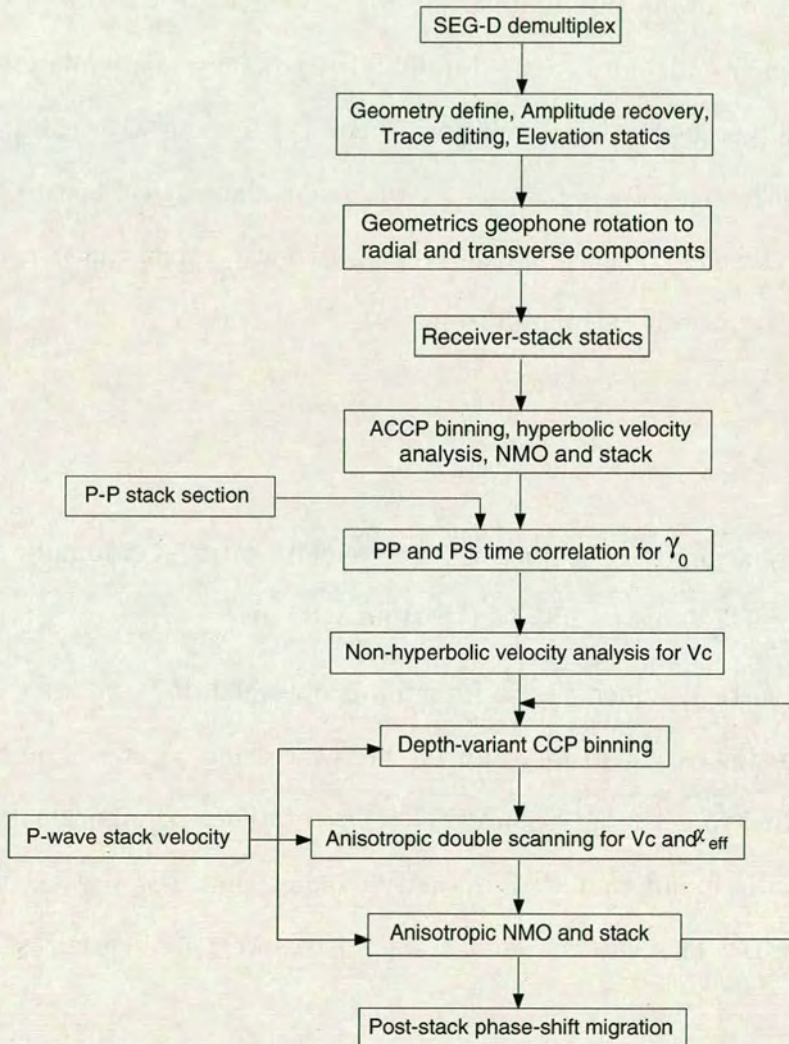 SEG-D demultiplex
Geometry define, Amplitude recovery,
Trace editing, Elevation statics
Geometrics geophone rotation to
radial and transverse components
Receiver-stack statics
ACCP binning, hyperbolic velocity
analysis, NMO and stack
P-P stack section
PP and PS time correlation for γ₀
Non-hyperbolic velocity analysis for Vc
Depth-variant CCP binning
P-wave stack velocity
Anisotropic double scanning for Vc and αeff
Anisotropic NMO and stack
Post-stack phase-shift migration